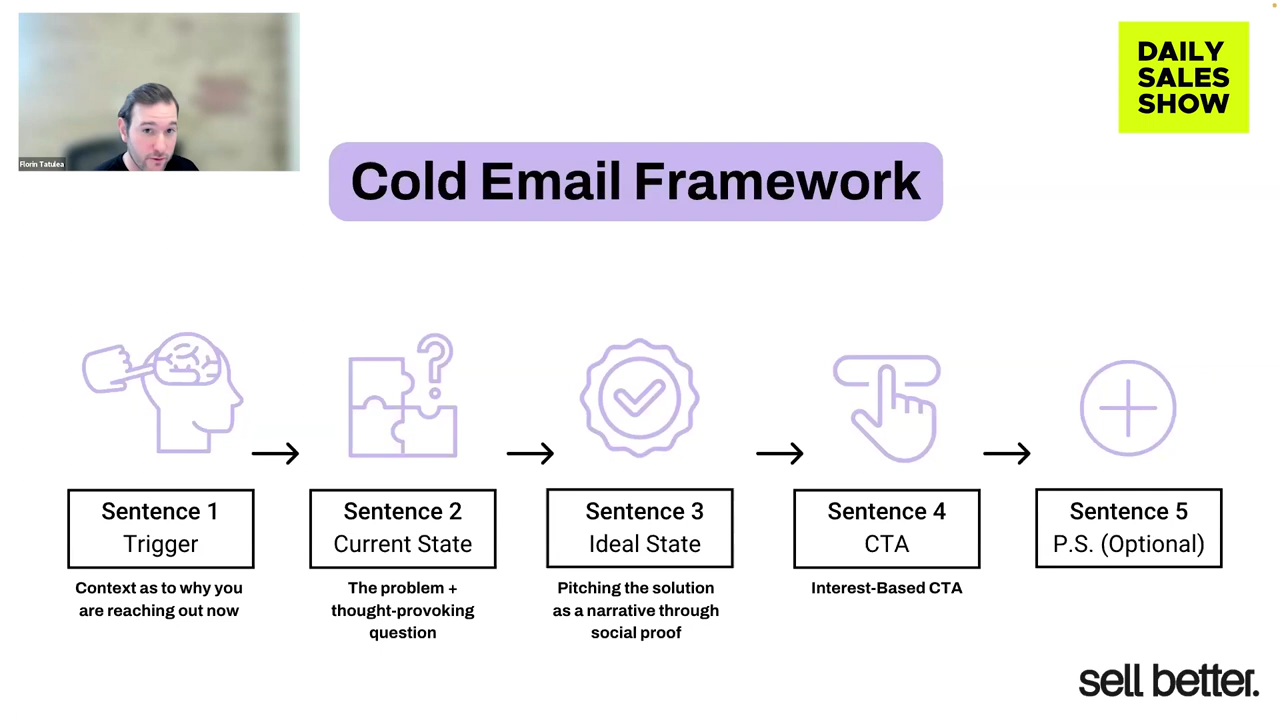 Florin Tatulea
DAILY
SALES
SHOW
Cold Email Framework
Sentence 1
Trigger
Context as to why you
are reaching out now
Sentence 2
Current State
The problem +
thought-provoking
question
Sentence 3
Ideal State
Pitching the solution
as a narrative through
social proof
Sentence 4
CTA
Interest-Based CTA
Sentence 5
P.S. (Optional)
sell better.